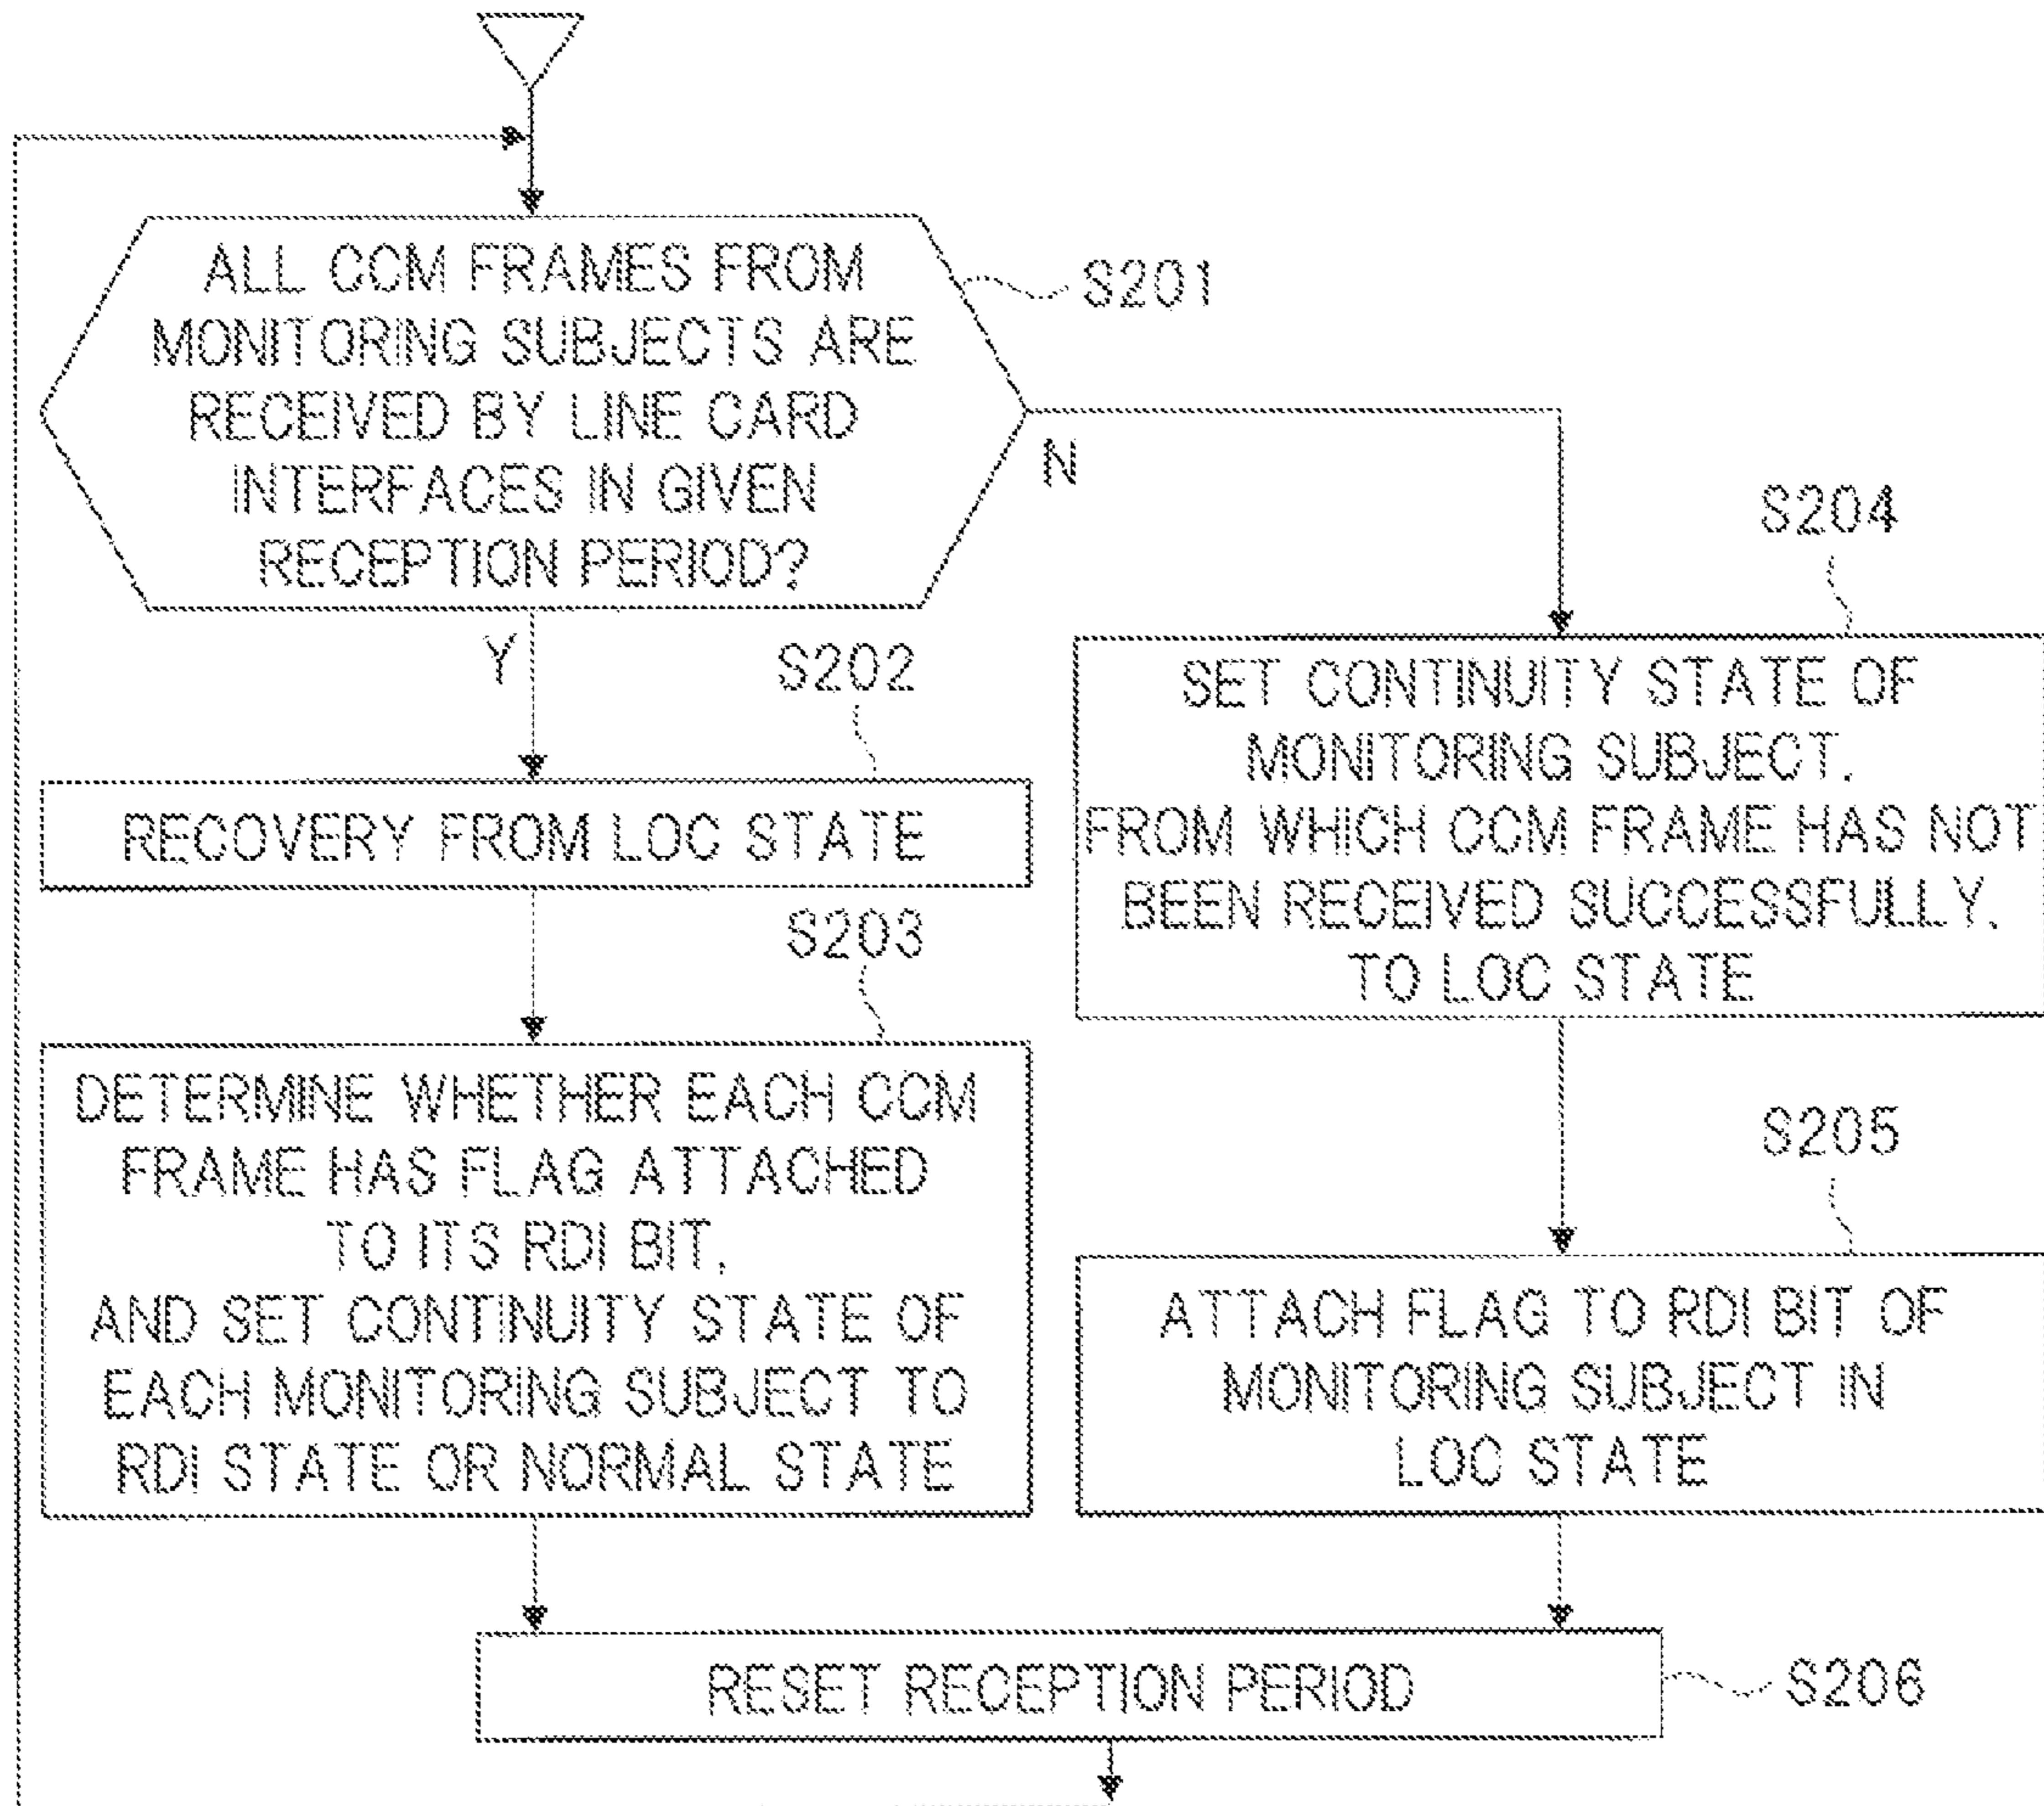 ALL CCM FRAMES FROM
MONITORING SUBJECTS ARE
RECEIVED BY LINE CARD
INTERFACES IN GIVEN
RECEPTION PERIOD?
S201
N
Y
S202
RECOVERY FROM LOC STATE
S203
DETERMINE WHETHER EACH CCM
FRAME HAS FLAG ATTACHED
TO ITS RDI BIT,
AND SET CONTINUITY STATE OF
EACH MONITORING SUBJECT TO
RDI STATE OR NORMAL STATE
S204
SET CONTINUITY STATE OF
MONITORING SUBJECT,
FROM WHICH CCM FRAME HAS NOT
BEEN RECEIVED SUCCESSFULLY,
TO LOC STATE
S205
ATTACH FLAG TO RDI BIT OF
MONITORING SUBJECT IN
LOC STATE
RESET RECEPTION PERIOD
S206